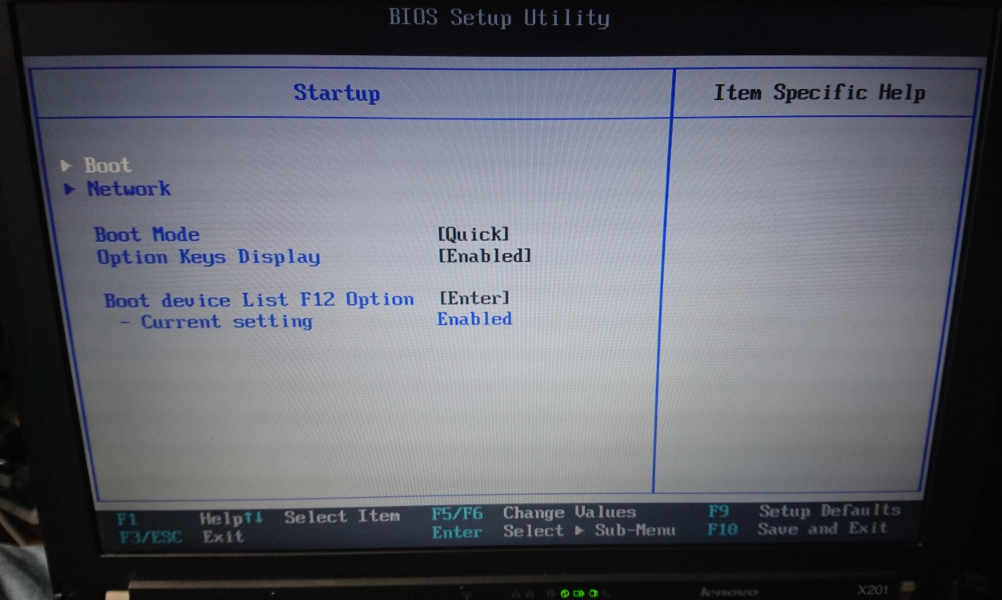 BIOS Setup Utility
Startup
Item Specific Help
▶ Boot
▶ Network
Boot Mode [Quick]
Option Keys Display [Enabled]
Boot device List F12 Option [Enter]
- Current setting Enabled
F1 Help ↑↓ Select Item F5/F6 Change Values F9 Setup Defaults
F3/ESC Exit Enter Select ▶ Sub-Menu F10 Save and Exit
lenovo X201